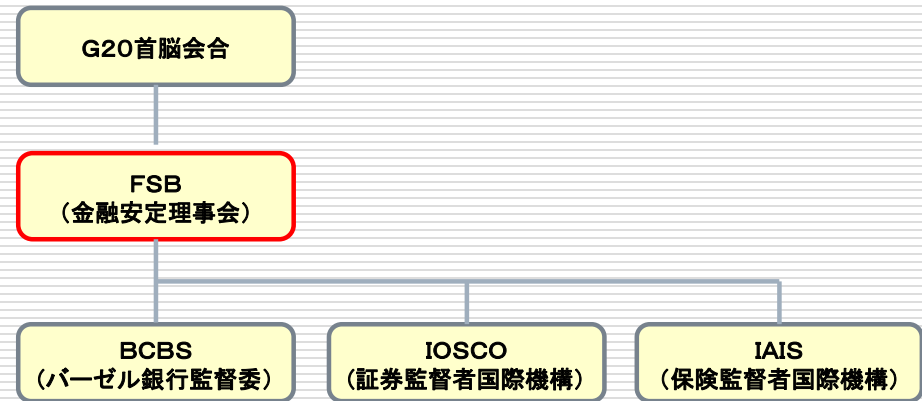 G20首脳会合
FSB
（金融安定理事会）
BCBS
（バーゼル銀行監督委）
IOSCO
（証券監督者国際機構）
IAIS
（保険監督者国際機構）